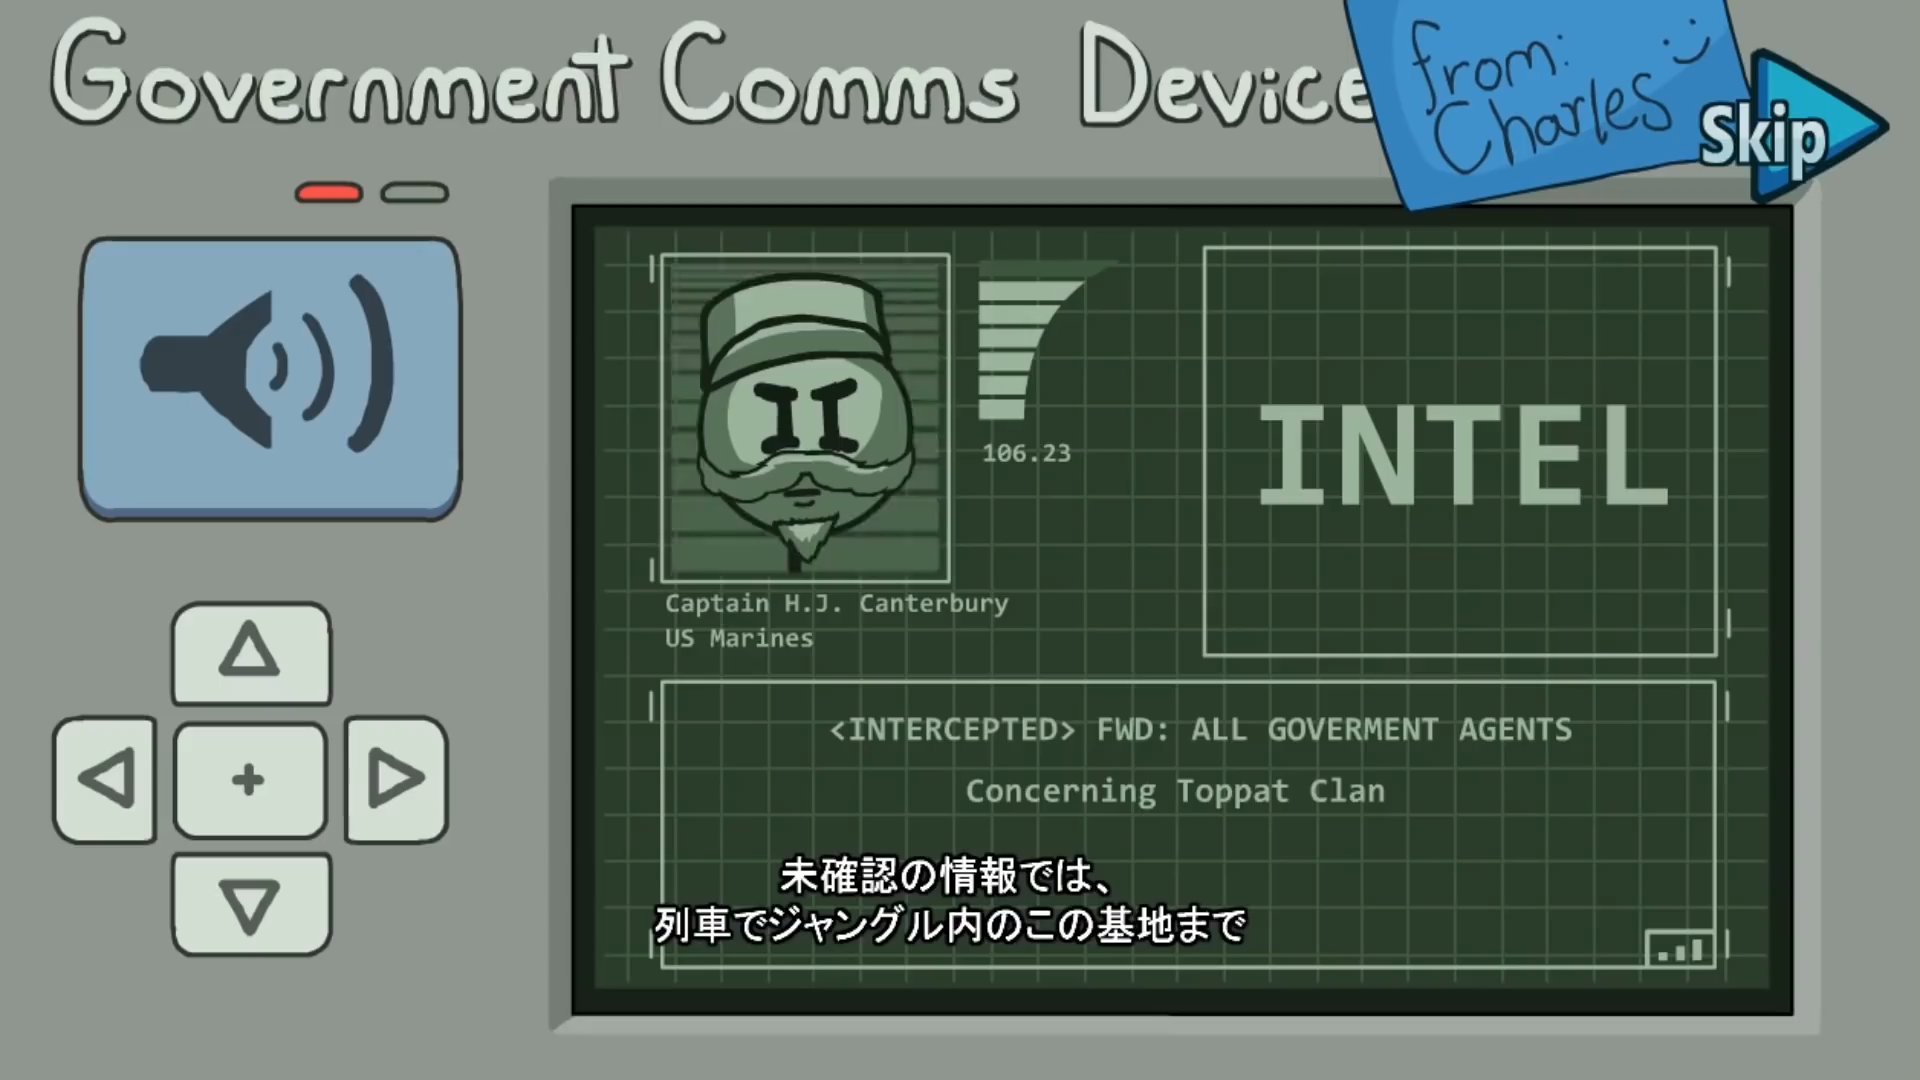 Government Comms Device
from:
Charles
Skip
106.23
INTEL
Captain H.J. Canterbury
US Marines
<INTERCEPTED> FWD: ALL GOVERMENT AGENTS
Concerning Toppat Clan
未確認の情報では、
列車でジャングル内のこの基地まで